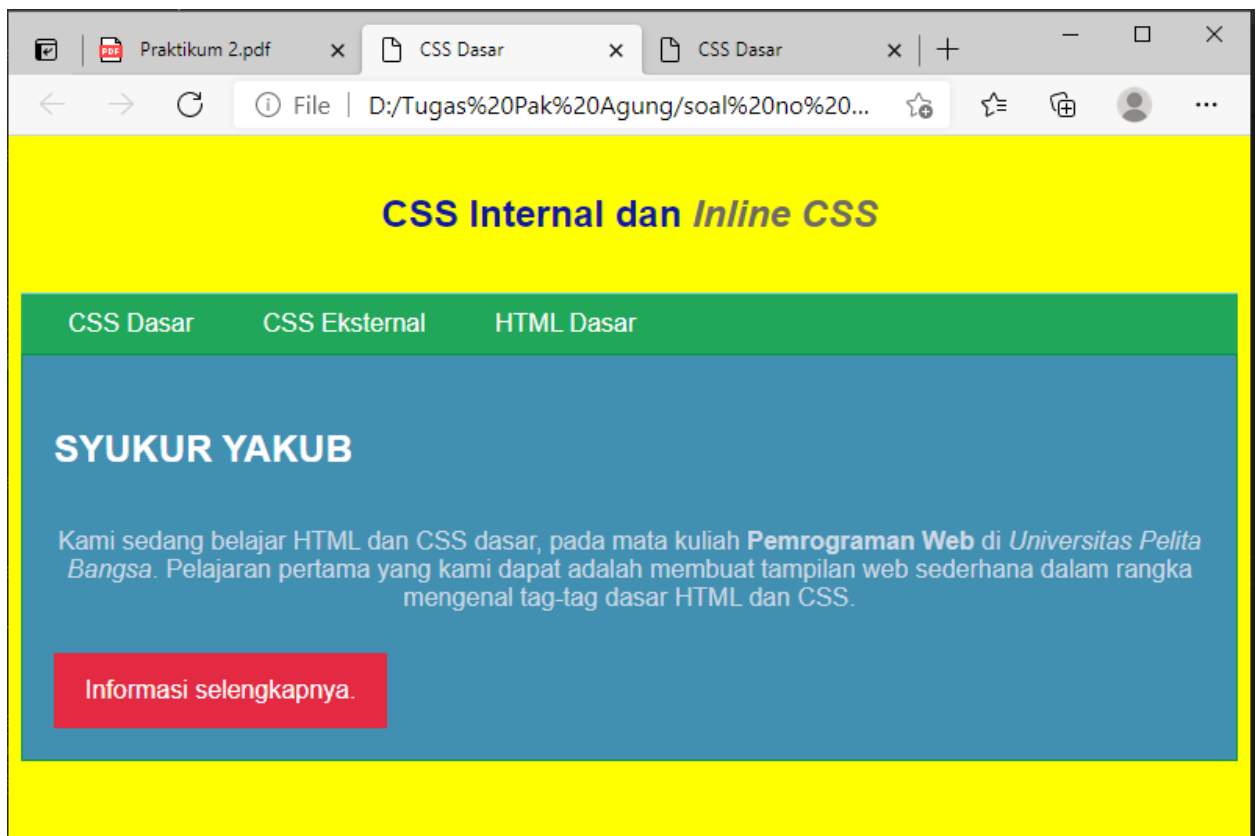 Praktikum 2.pdf
CSS Dasar
CSS Dasar
File
D:/Tugas%20Pak%20Agung/soal%20no%20...
CSS Internal dan Inline CSS
CSS Dasar CSS Eksternal HTML Dasar
SYUKUR YAKUB
Kami sedang belajar HTML dan CSS dasar, pada mata kuliah Pemrograman Web di Universitas Pelita
Bangsa. Pelajaran pertama yang kami dapat adalah membuat tampilan web sederhana dalam rangka
mengenal tag-tag dasar HTML dan CSS.
Informasi selengkapnya.